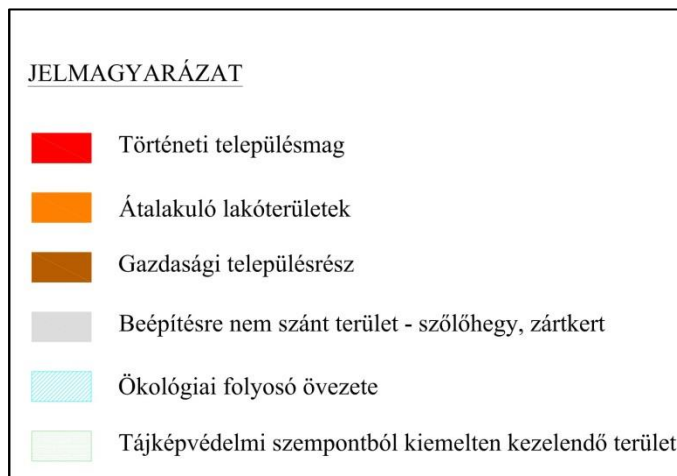 JELMAGYARÁZAT
Történeti településmag
Átalakuló lakóterületek
Gazdasági településrész
Beépítésre nem szánt terület - szőlőhegy, zártkert
Ökológiai folyosó övezete
Tájképvédelmi szempontból kiemelten kezelendő terület